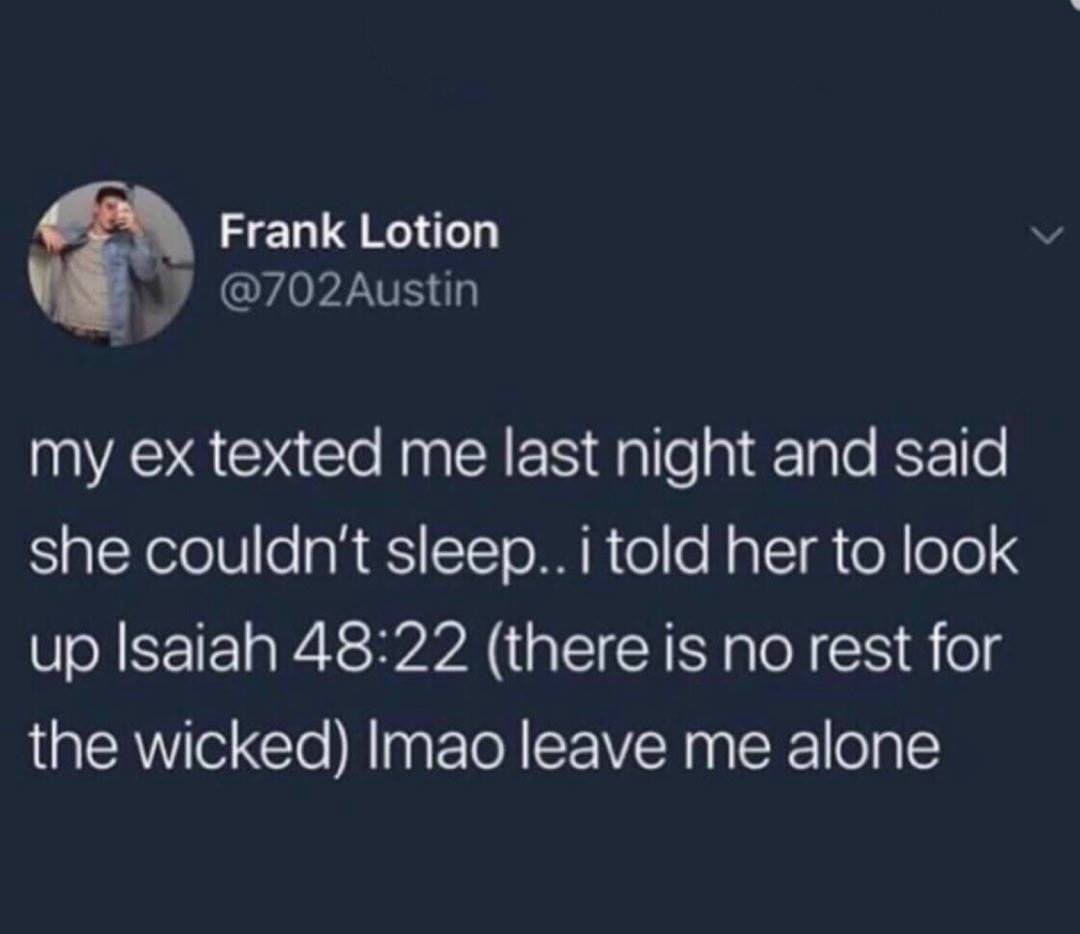 Frank Lotion
@702Austin
my ex texted me last night and said
she couldn't sleep.. i told her to look
up Isaiah 48:22 (there is no rest for
the wicked) lmao leave me alone